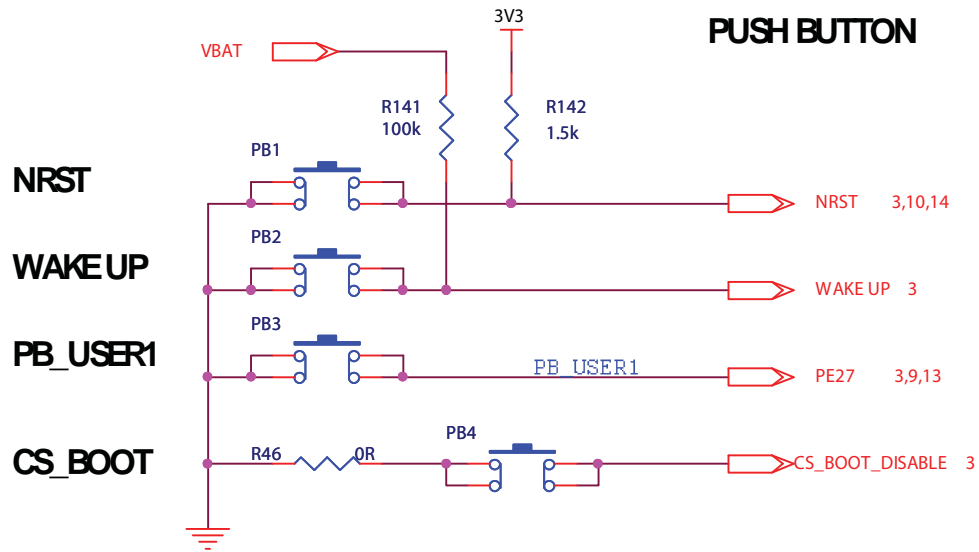 3V3
PUSH BUTTON
VBAT
R141
100k
R142
1.5k
PB1
NRST
NRST 3,10,14
PB2
WAKE UP
WAKE UP 3
PB3
PB_USER1
PB_USER1
PE27 3,9,13
PB4
CS_BOOT
R46 0R
CS_BOOT_DISABLE 3